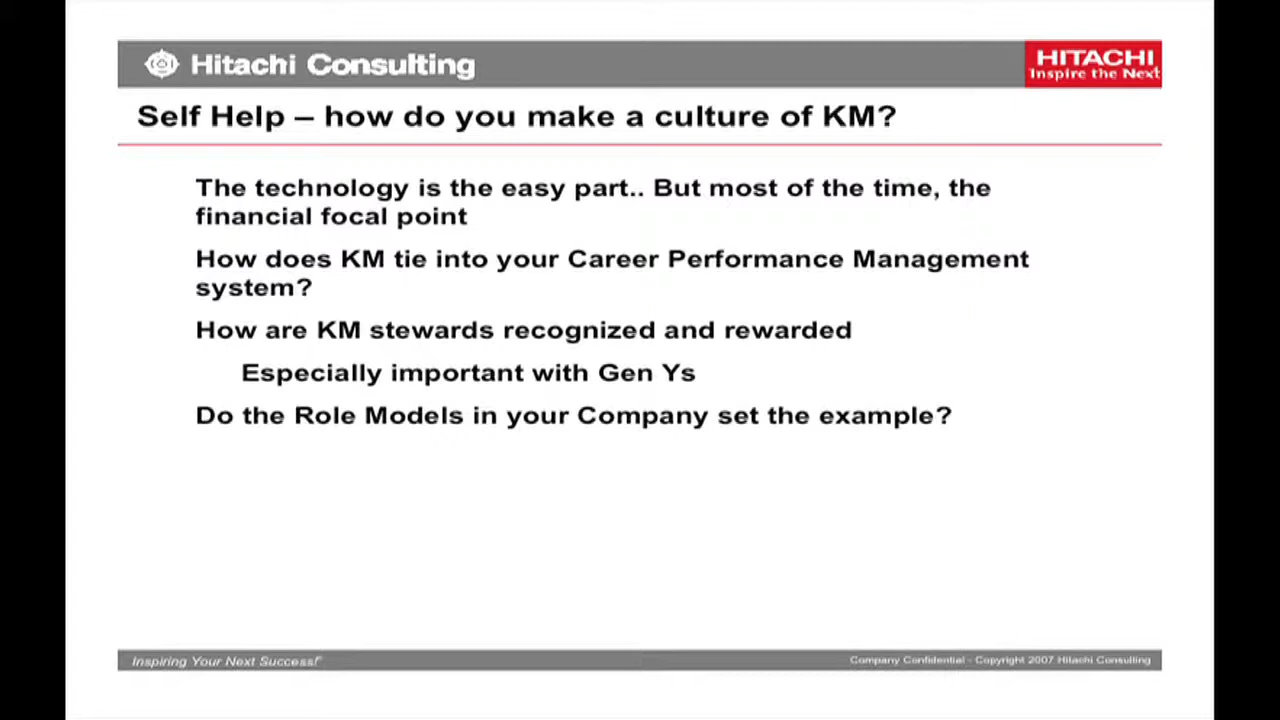 Hitachi Consulting
HITACHI
Inspire the Next
Self Help – how do you make a culture of KM?
The technology is the easy part.. But most of the time, the
financial focal point
How does KM tie into your Career Performance Management
system?
How are KM stewards recognized and rewarded
Especially important with Gen Ys
Do the Role Models in your Company set the example?
Inspiring Your Next Success!
Company Confidential - Copyright 2007 Hitachi Consulting